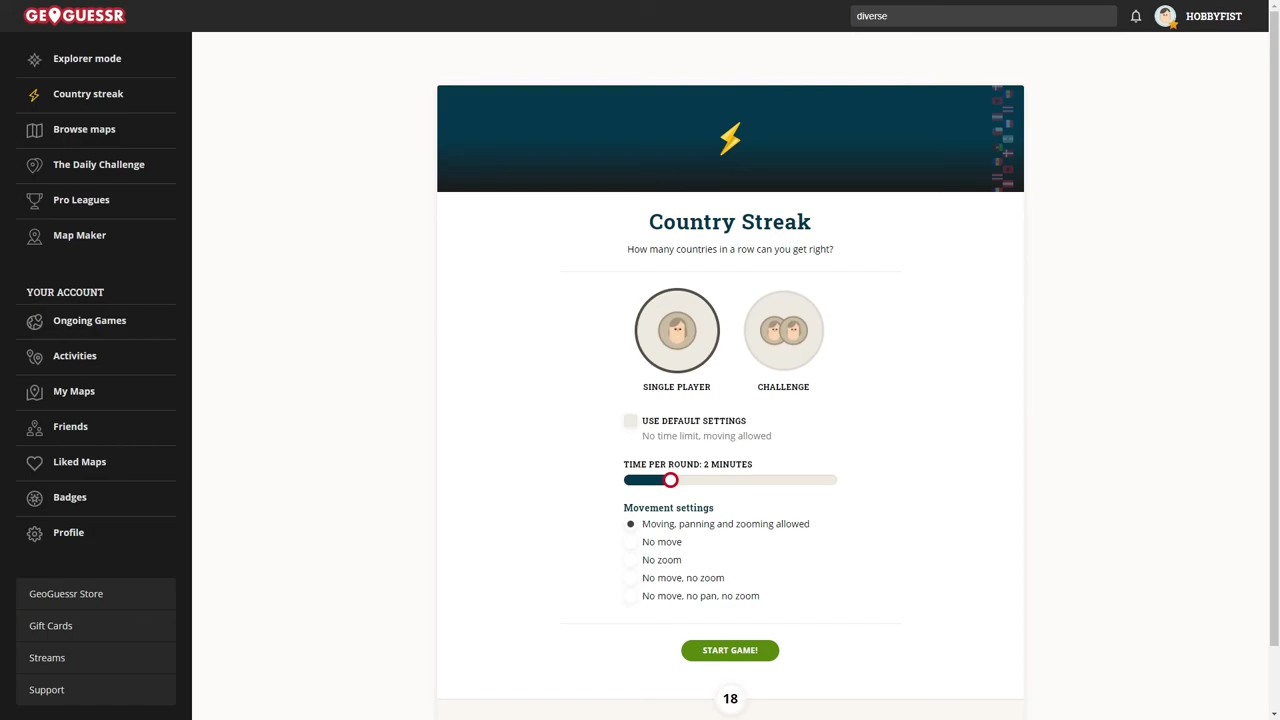 GEOGUESSR
diverse
HOBBYFIST
Explorer mode
Country streak
Browse maps
The Daily Challenge
Pro Leagues
Map Maker
YOUR ACCOUNT
Ongoing Games
Activities
My Maps
Friends
Liked Maps
Badges
Profile
GeoGuessr Store
Gift Cards
Streams
Support
Country Streak
How many countries in a row can you get right?
SINGLE PLAYER
CHALLENGE
USE DEFAULT SETTINGS
No time limit, moving allowed
TIME PER ROUND: 2 MINUTES
Movement settings
Moving, panning and zooming allowed
No move
No zoom
No move, no zoom
No move, no pan, no zoom
START GAME!
18